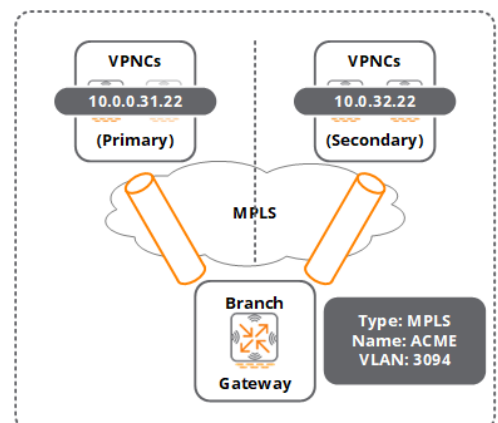 VPNCs
10.0.0.31.22
(Primary)
VPNCs
10.0.32.22
(Secondary)
MPLS
Branch
Gateway
Type: MPLS
Name: ACME
VLAN: 3094